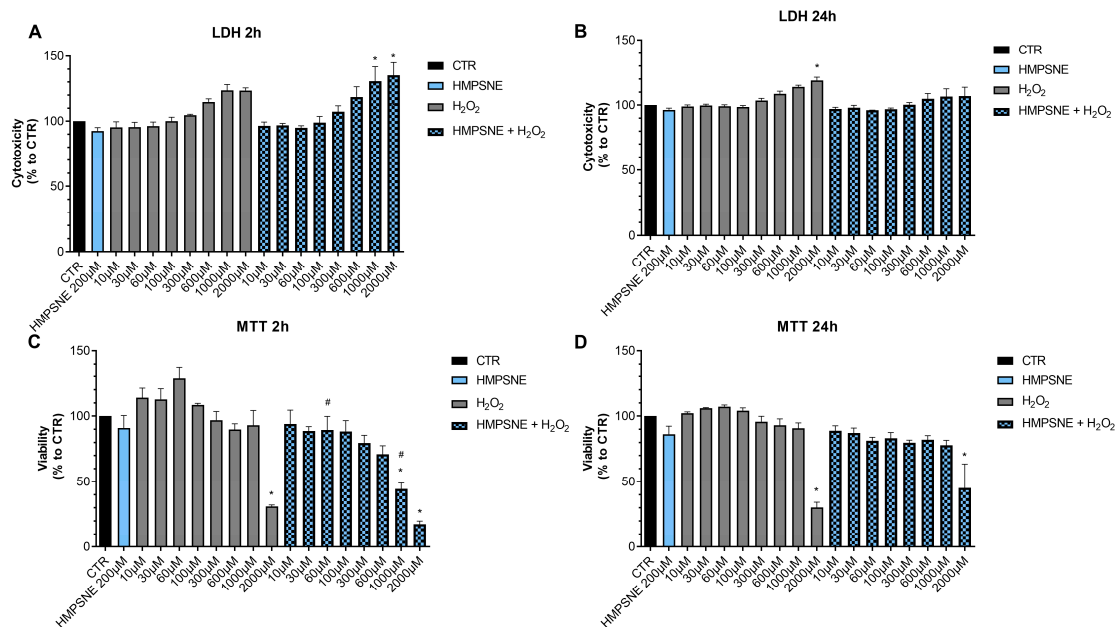 A
LDH 2h
Cytotoxicity
(% to CTR)
150
100
50
0
* *
CTR
HMPSNE 200µM
10µM
30µM
60µM
100µM
300µM
600µM
1000µM
2000µM
10µM
30µM
60µM
100µM
300µM
600µM
1000µM
2000µM
CTR
HMPSNE
H₂O₂
HMPSNE + H₂O₂
B
LDH 24h
Cytotoxicity
(% to CTR)
150
100
50
0
*
CTR
HMPSNE 200µM
10µM
30µM
60µM
100µM
300µM
600µM
1000µM
2000µM
10µM
30µM
60µM
100µM
300µM
600µM
1000µM
2000µM
CTR
HMPSNE
H₂O₂
HMPSNE + H₂O₂
C
MTT 2h
Viability
(% to CTR)
150
100
50
0
*
#
#
*
*
CTR
HMPSNE 200µM
10µM
30µM
60µM
100µM
300µM
600µM
1000µM
2000µM
10µM
30µM
60µM
100µM
300µM
600µM
1000µM
2000µM
CTR
HMPSNE
H₂O₂
HMPSNE + H₂O₂
D
MTT 24h
Viability
(% to CTR)
150
100
50
0
*
*
CTR
HMPSNE 200µM
10µM
30µM
60µM
100µM
300µM
600µM
1000µM
2000µM
10µM
30µM
60µM
100µM
300µM
600µM
1000µM
2000µM
CTR
HMPSNE
H₂O₂
HMPSNE + H₂O₂